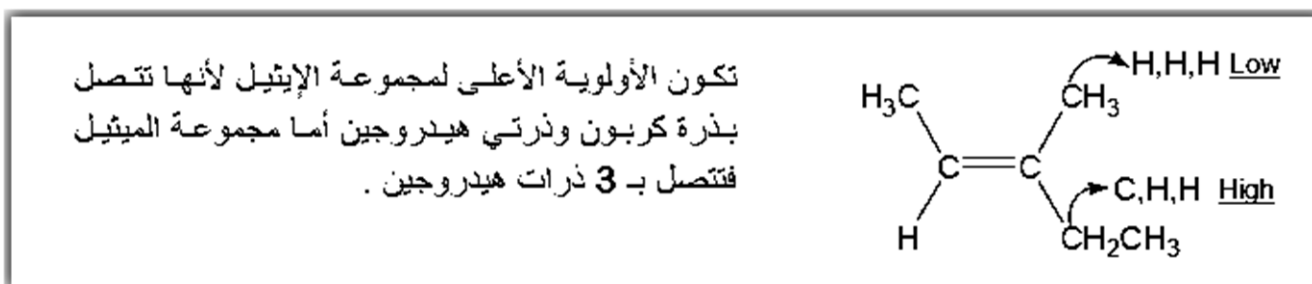 تكون الأولوية الأعلى لمجموعة الإيثيل لأنها تتصل
بذرة كربون وذرتي هيدروجين أما مجموعة الميثيل
فتتصل بـ 3 ذرات هيدروجين .
H,H,H Low
H₃C CH₃
C=C
C,H,H High
H CH₂CH₃